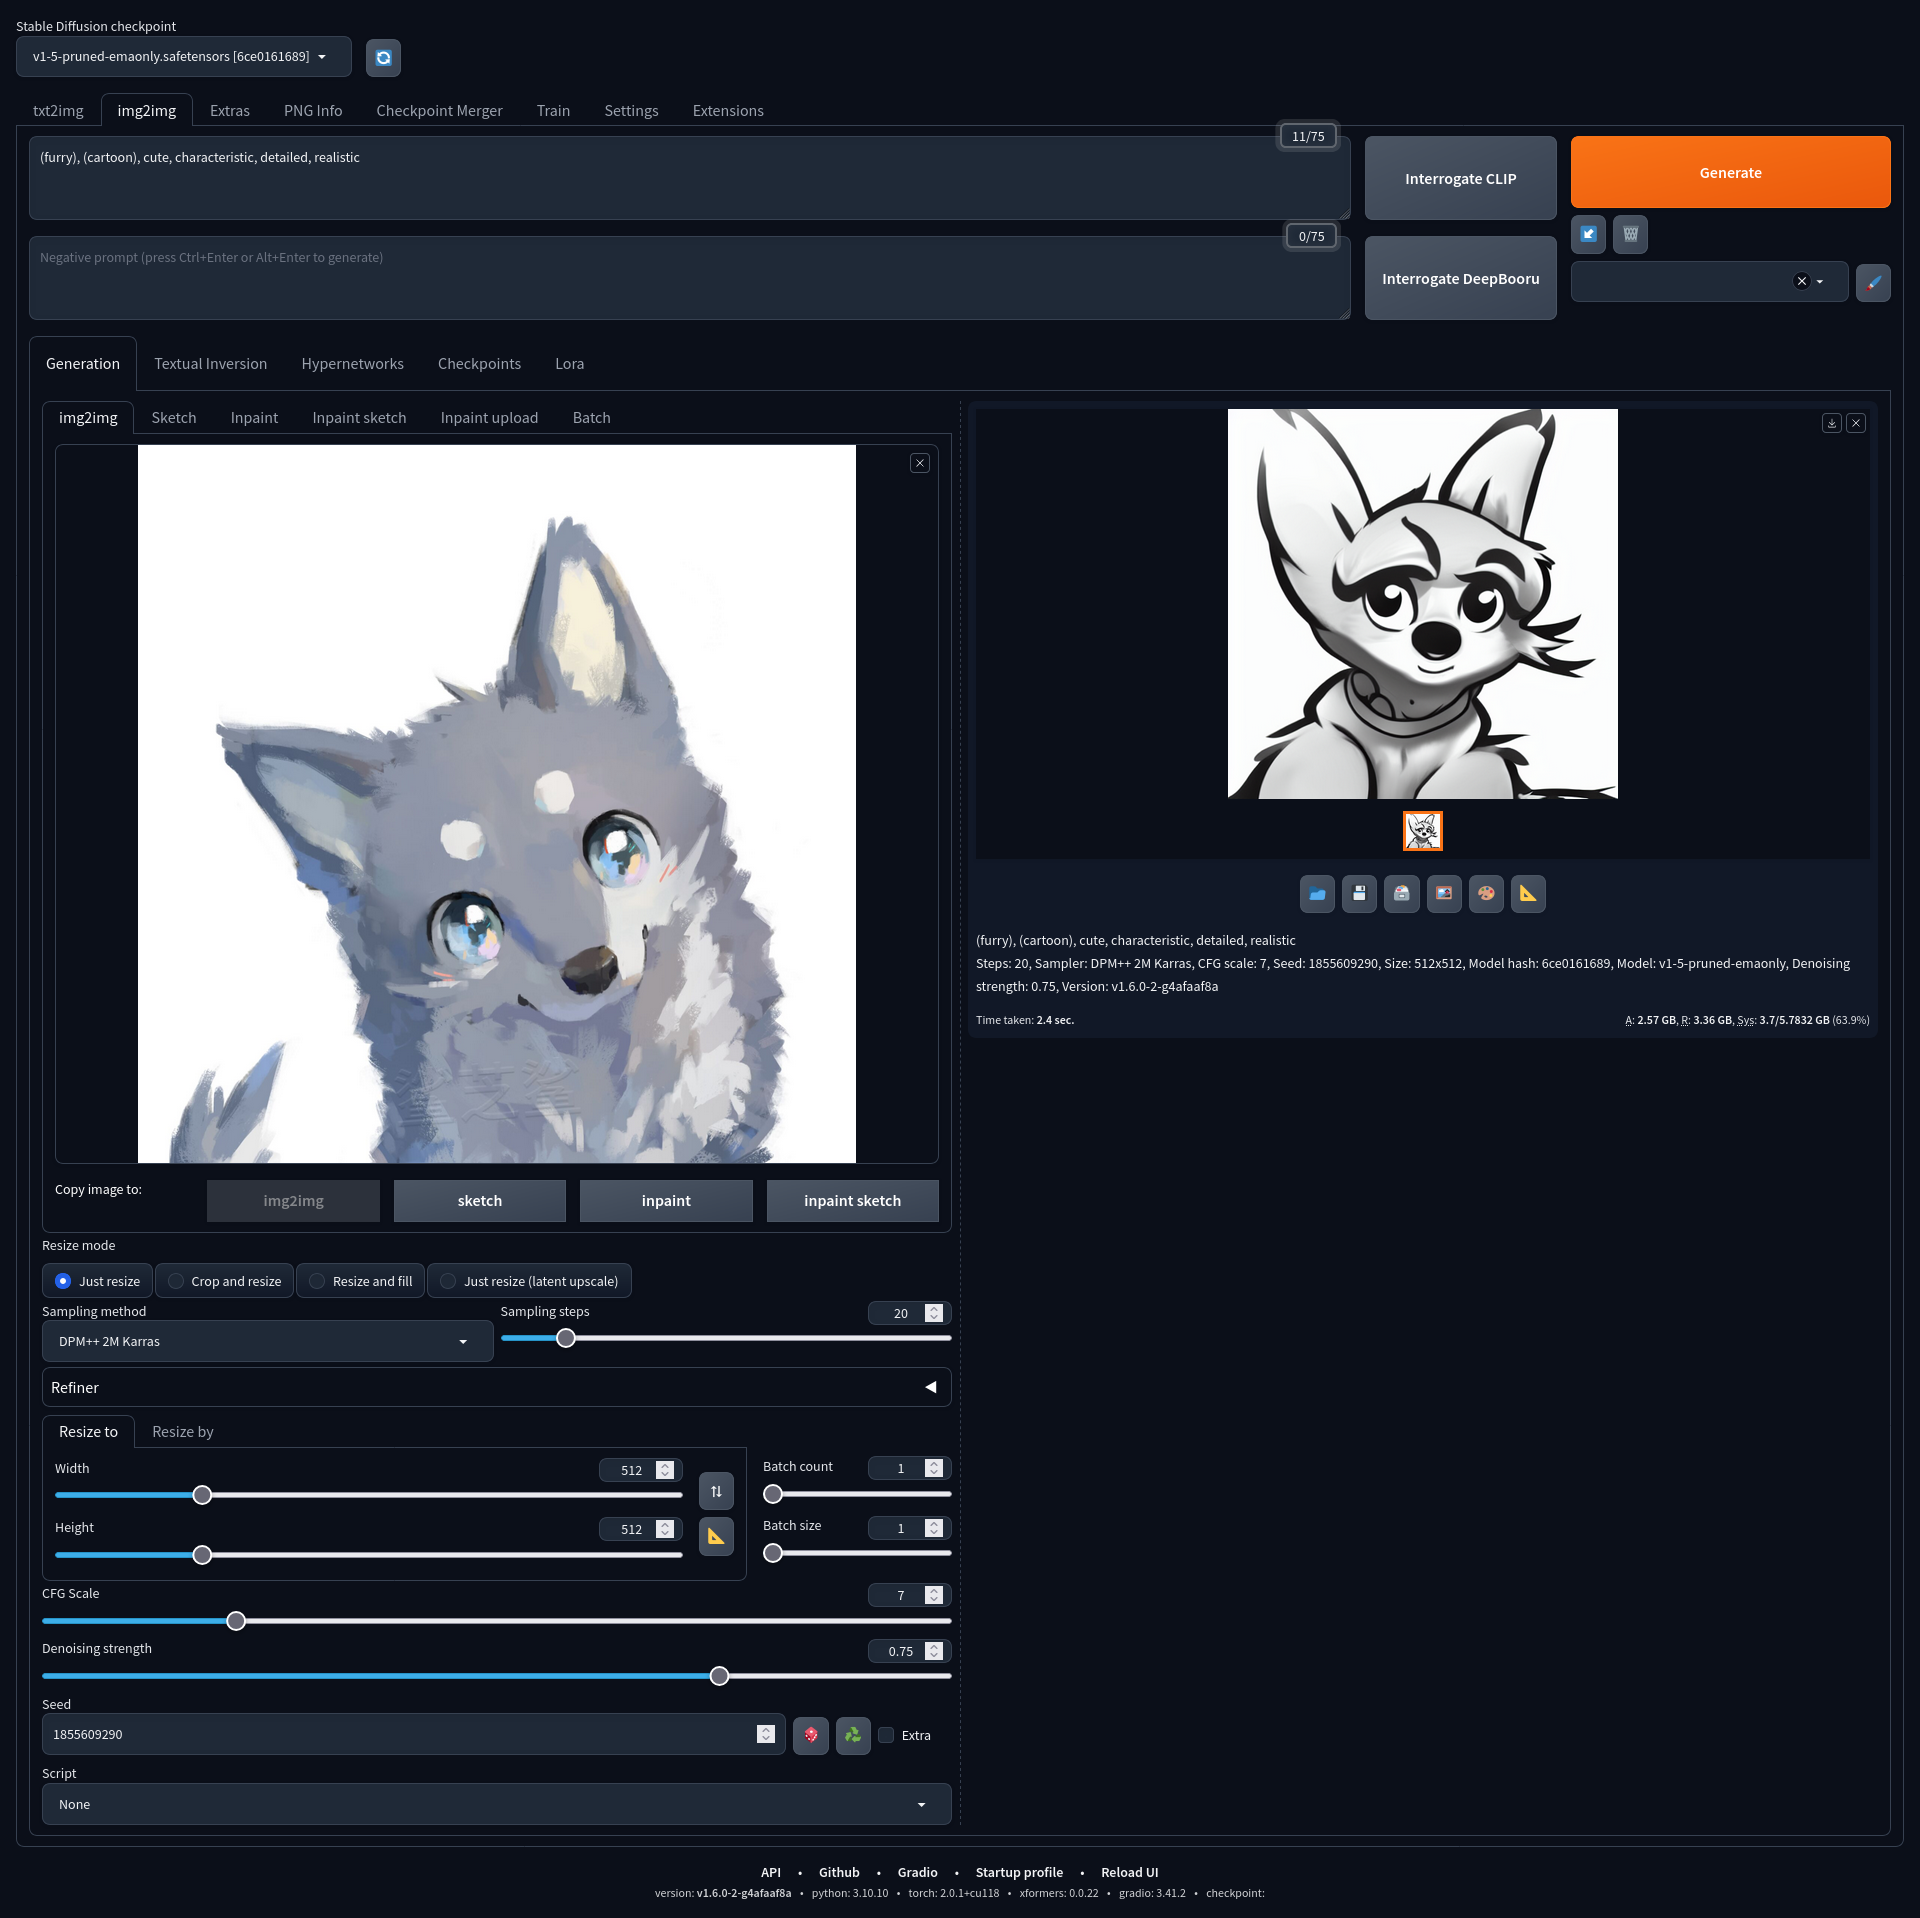 Stable Diffusion checkpoint
v1-5-pruned-emaonly.safetensors [6ce0161689]
txt2img img2img Extras PNG Info Checkpoint Merger Train Settings Extensions
11/75
(furry), (cartoon), cute, characteristic, detailed, realistic
Interrogate CLIP
Generate
0/75
Negative prompt (press Ctrl+Enter or Alt+Enter to generate)
Interrogate DeepBooru
Generation Textual Inversion Hypernetworks Checkpoints Lora
img2img Sketch Inpaint Inpaint sketch Inpaint upload Batch
Copy image to:
img2img sketch inpaint inpaint sketch
Resize mode
Just resize Crop and resize Resize and fill Just resize (latent upscale)
Sampling method
DPM++ 2M Karras
Sampling steps
20
Refiner
Resize to Resize by
Width
512
Height
512
Batch count
1
Batch size
1
CFG Scale
7
Denoising strength
0.75
Seed
1855609290
Extra
Script
None
(furry), (cartoon), cute, characteristic, detailed, realistic
Steps: 20, Sampler: DPM++ 2M Karras, CFG scale: 7, Seed: 1855609290, Size: 512x512, Model hash: 6ce0161689, Model: v1-5-pruned-emaonly, Denoising
strength: 0.75, Version: v1.6.0-2-g4afaaf8a
Time taken: 2.4 sec.
A: 2.57 GB, R: 3.36 GB, Sys: 3.7/5.7832 GB (63.9%)
API • Github • Gradio • Startup profile • Reload UI
version: v1.6.0-2-g4afaaf8a • python: 3.10.10 • torch: 2.0.1+cu118 • xformers: 0.0.22 • gradio: 3.41.2 • checkpoint: